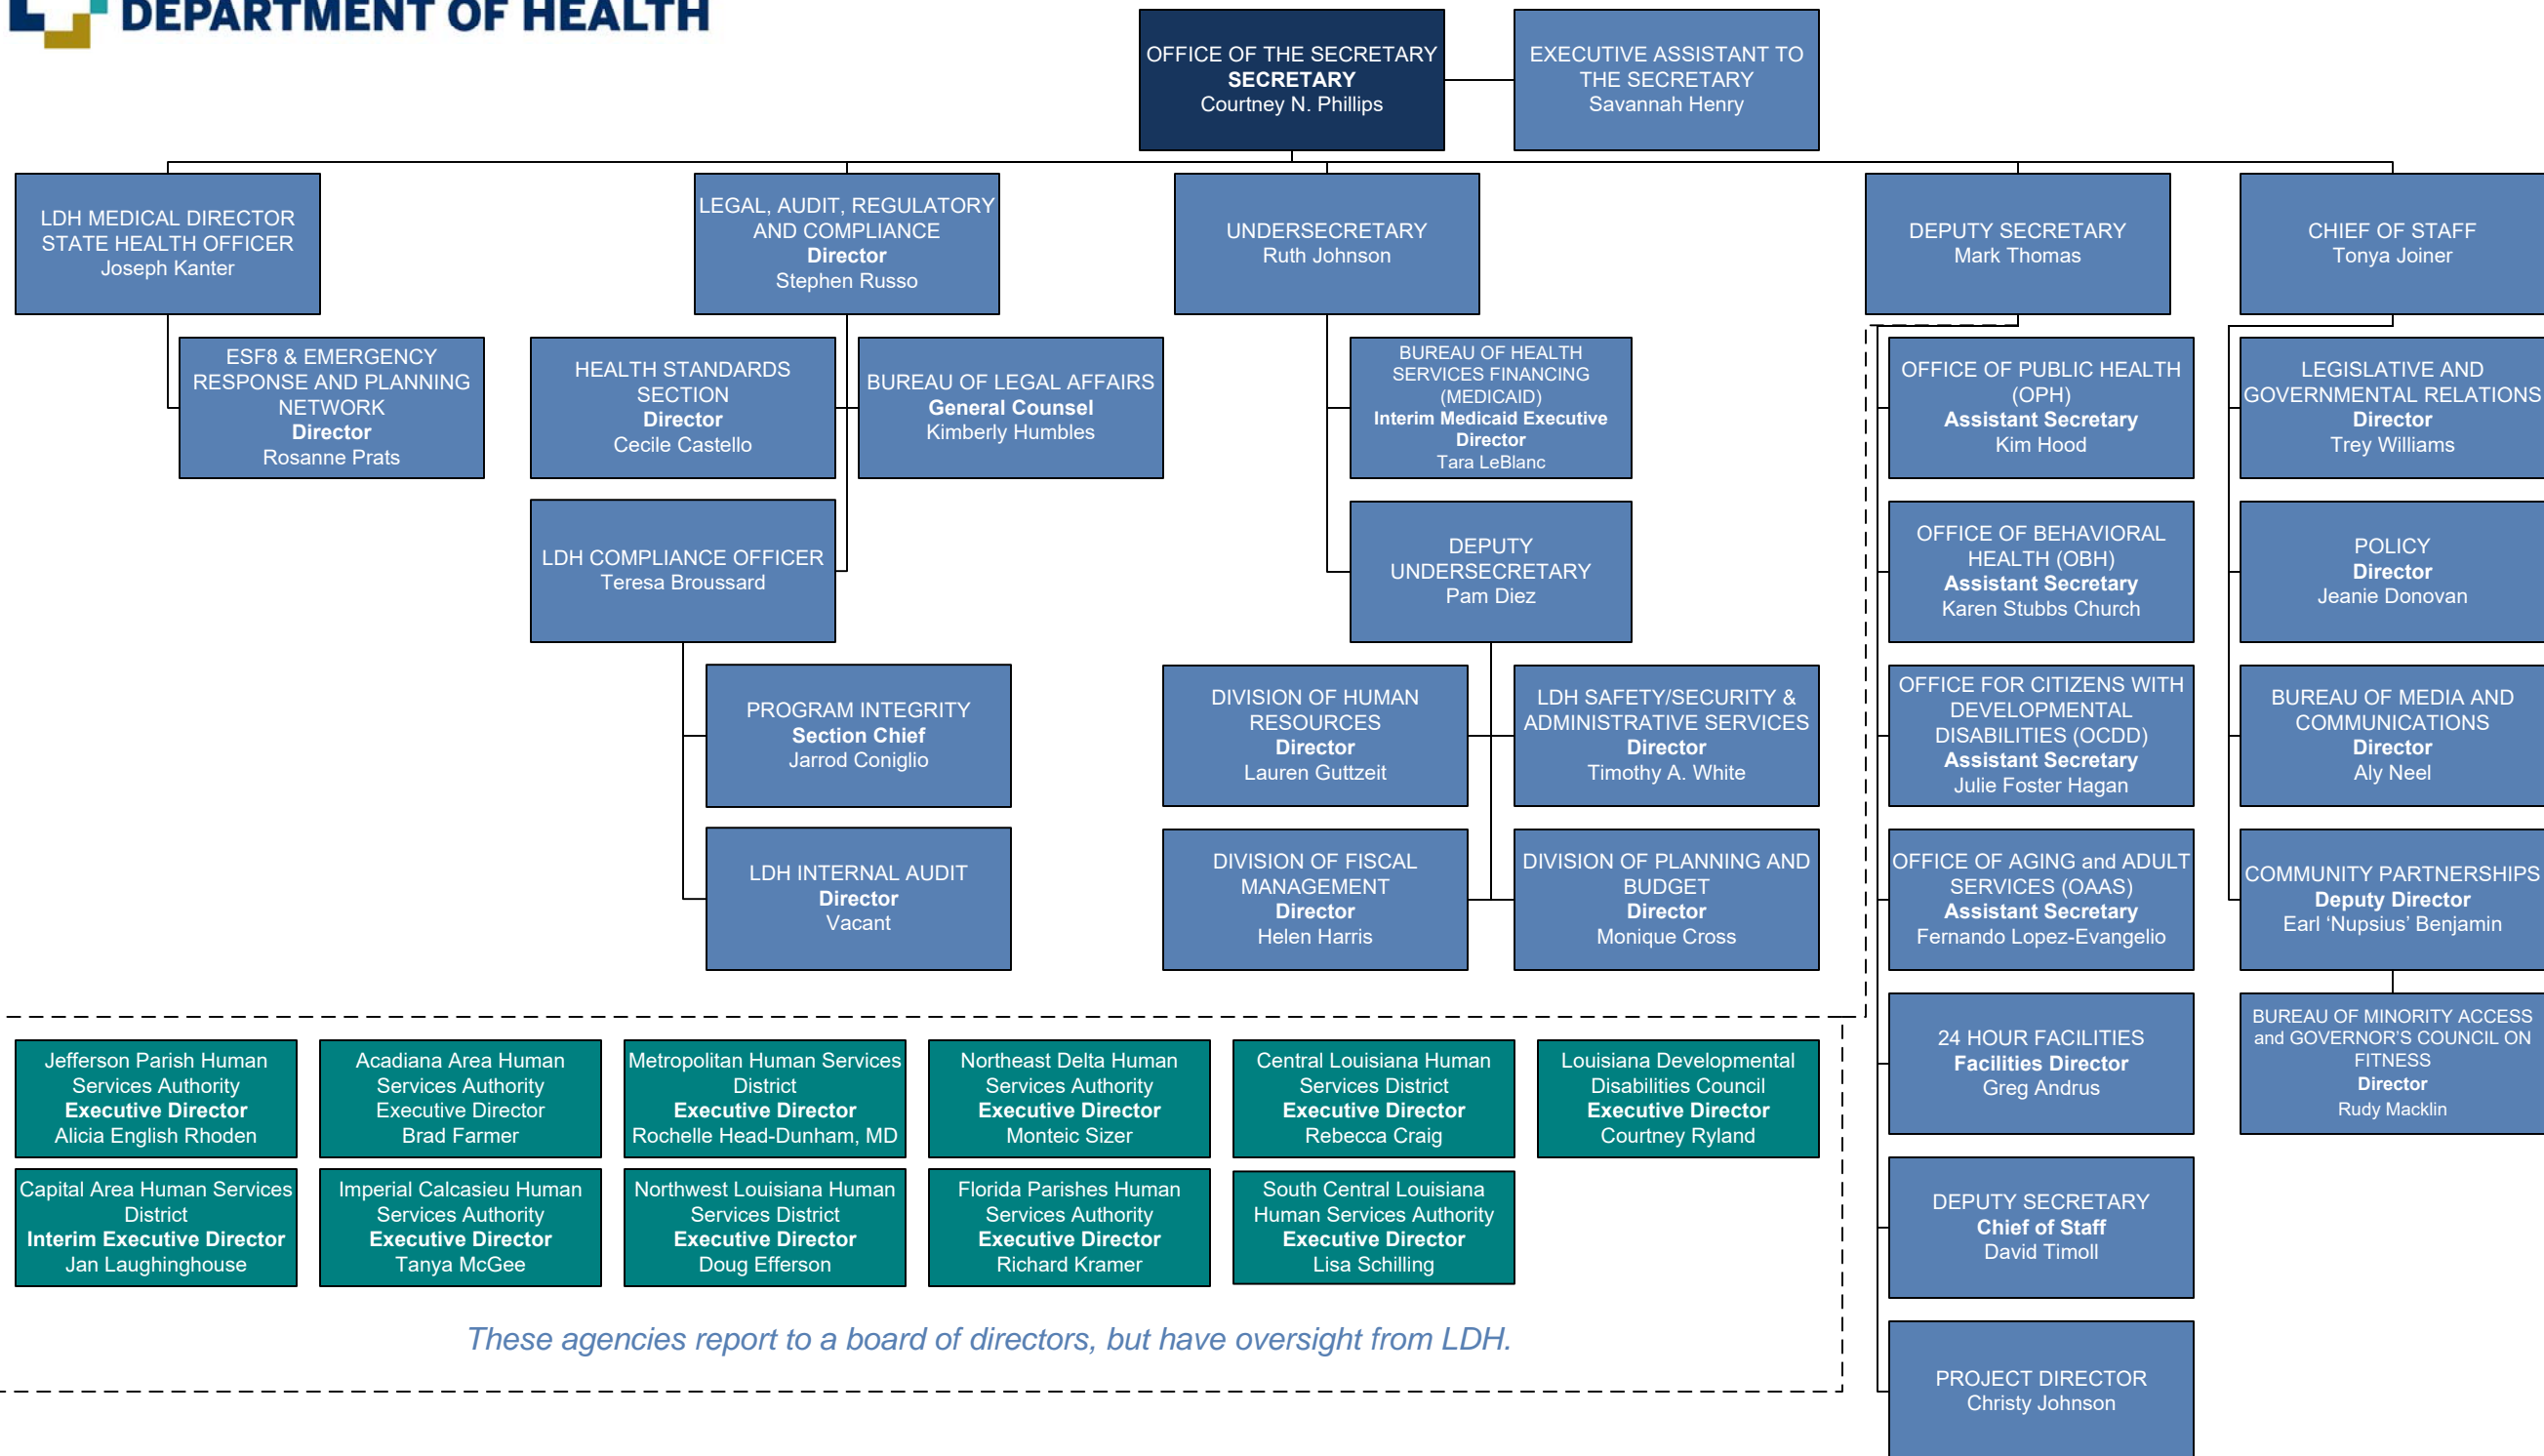 DEPARTMENT OF HEALTH
OFFICE OF THE SECRETARY
SECRETARY
Courtney N. Phillips
EXECUTIVE ASSISTANT TO
THE SECRETARY
Savannah Henry
LDH MEDICAL DIRECTOR
STATE HEALTH OFFICER
Joseph Kanter
LEGAL, AUDIT, REGULATORY
AND COMPLIANCE
Director
Stephen Russo
UNDERSECRETARY
Ruth Johnson
DEPUTY SECRETARY
Mark Thomas
CHIEF OF STAFF
Tonya Joiner
ESF8 & EMERGENCY
RESPONSE AND PLANNING
NETWORK
Director
Rosanne Prats
HEALTH STANDARDS
SECTION
Director
Cecile Castello
BUREAU OF LEGAL AFFAIRS
General Counsel
Kimberly Humbles
BUREAU OF HEALTH
SERVICES FINANCING
(MEDICAID)
Interim Medicaid Executive
Director
Tara LeBlanc
OFFICE OF PUBLIC HEALTH
(OPH)
Assistant Secretary
Kim Hood
LEGISLATIVE AND
GOVERNMENTAL RELATIONS
Director
Trey Williams
LDH COMPLIANCE OFFICER
Teresa Broussard
DEPUTY
UNDERSECRETARY
Pam Diez
OFFICE OF BEHAVIORAL
HEALTH (OBH)
Assistant Secretary
Karen Stubbs Church
POLICY
Director
Jeanie Donovan
PROGRAM INTEGRITY
Section Chief
Jarrod Coniglio
DIVISION OF HUMAN
RESOURCES
Director
Lauren Guttzeit
LDH SAFETY/SECURITY &
ADMINISTRATIVE SERVICES
Director
Timothy A. White
OFFICE FOR CITIZENS WITH
DEVELOPMENTAL
DISABILITIES (OCDD)
Assistant Secretary
Julie Foster Hagan
BUREAU OF MEDIA AND
COMMUNICATIONS
Director
Aly Neel
LDH INTERNAL AUDIT
Director
Vacant
DIVISION OF FISCAL
MANAGEMENT
Director
Helen Harris
DIVISION OF PLANNING AND
BUDGET
Director
Monique Cross
OFFICE OF AGING and ADULT
SERVICES (OAAS)
Assistant Secretary
Fernando Lopez-Evangelio
COMMUNITY PARTNERSHIPS
Deputy Director
Earl ‘Nupsius’ Benjamin
24 HOUR FACILITIES
Facilities Director
Greg Andrus
BUREAU OF MINORITY ACCESS
and GOVERNOR’S COUNCIL ON
FITNESS
Director
Rudy Macklin
Jefferson Parish Human
Services Authority
Executive Director
Alicia English Rhoden
Acadiana Area Human
Services Authority
Executive Director
Brad Farmer
Metropolitan Human Services
District
Executive Director
Rochelle Head-Dunham, MD
Northeast Delta Human
Services Authority
Executive Director
Monteic Sizer
Central Louisiana Human
Services District
Executive Director
Rebecca Craig
Louisiana Developmental
Disabilities Council
Executive Director
Courtney Ryland
Capital Area Human Services
District
Interim Executive Director
Jan Laughinghouse
Imperial Calcasieu Human
Services Authority
Executive Director
Tanya McGee
Northwest Louisiana Human
Services District
Executive Director
Doug Efferson
Florida Parishes Human
Services Authority
Executive Director
Richard Kramer
South Central Louisiana
Human Services Authority
Executive Director
Lisa Schilling
DEPUTY SECRETARY
Chief of Staff
David Timoll
These agencies report to a board of directors, but have oversight from LDH.
PROJECT DIRECTOR
Christy Johnson